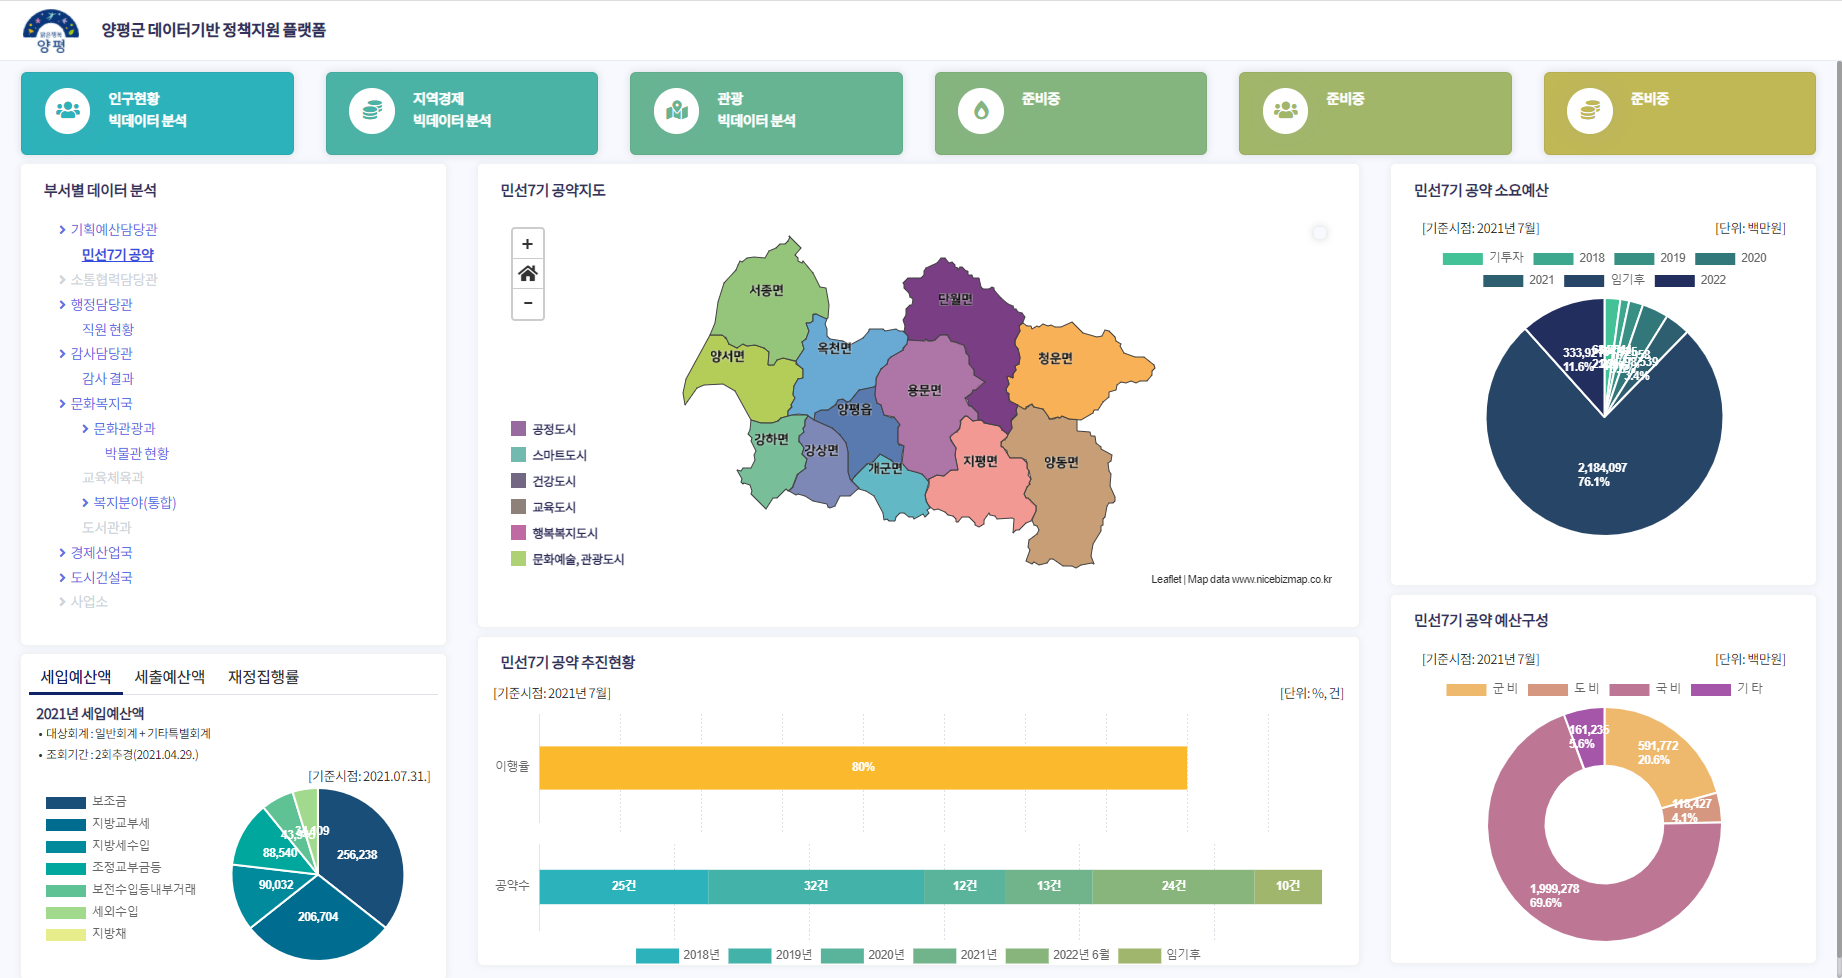 맑은행복
양평
양평군 데이터기반 정책지원 플랫폼
인구현황
빅데이터 분석
지역경제
빅데이터 분석
관광
빅데이터 분석
준비중
준비중
준비중
부서별 데이터 분석
기획예산담당관
민선7기 공약
소통협력담당관
행정담당관
직원 현황
감사담당관
감사 결과
문화복지국
문화관광과
박물관 현황
교육체육과
복지분야(통합)
도서관과
경제산업국
도시건설국
사업소
세입예산액 세출예산액 재정집행률
2021년 세입예산액
• 대상회계 : 일반회계 + 기타특별회계
• 조회기간 : 2회추경(2021.04.29.)
[기준시점: 2021.07.31.]
보조금
지방교부세
지방세수입
조정교부금등
보전수입등내부거래
세외수입
지방채
256,238
206,704
90,032
88,540
민선7기 공약지도
+
−
서종면
양서면
옥천면
단월면
청운면
용문면
양평읍
강하면
강상면
개군면
지평면
양동면
공정도시
스마트도시
건강도시
교육도시
행복복지도시
문화예술, 관광도시
Leaflet | Map data www.nicebizmap.co.kr
민선7기 공약 추진현황
[기준시점: 2021년 7월]
[단위: %, 건]
이행율
80%
공약수
25건 32건 12건 13건 24건 10건
2018년 2019년 2020년 2021년 2022년 6월 임기후
민선7기 공약 소요예산
[기준시점: 2021년 7월]
[단위: 백만원]
기투자 2018 2019 2020
2021 임기후 2022
11.6%
3.4%
2,184,097
76.1%
민선7기 공약 예산구성
[기준시점: 2021년 7월]
[단위: 백만원]
군 비 도 비 국 비 기 타
161,235
5.6%
591,772
20.6%
118,427
4.1%
1,999,278
69.6%